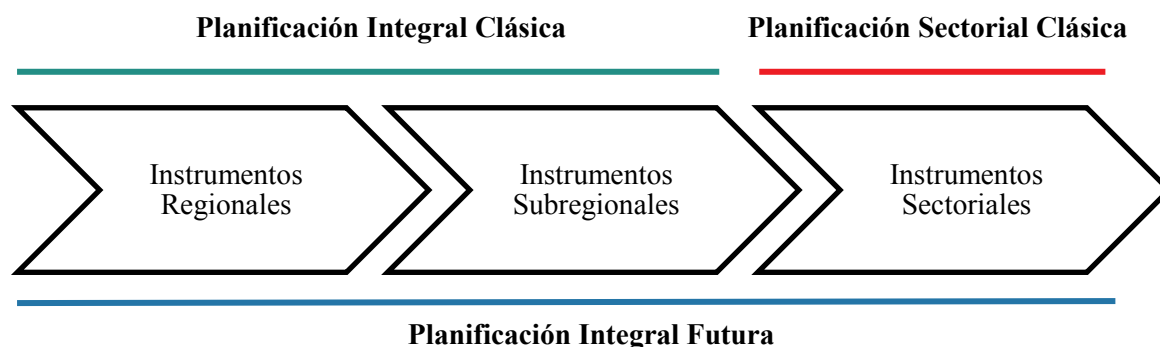 Planificación Integral Clásica
Planificación Sectorial Clásica
Instrumentos
Regionales
Instrumentos
Subregionales
Instrumentos
Sectoriales
Planificación Integral Futura